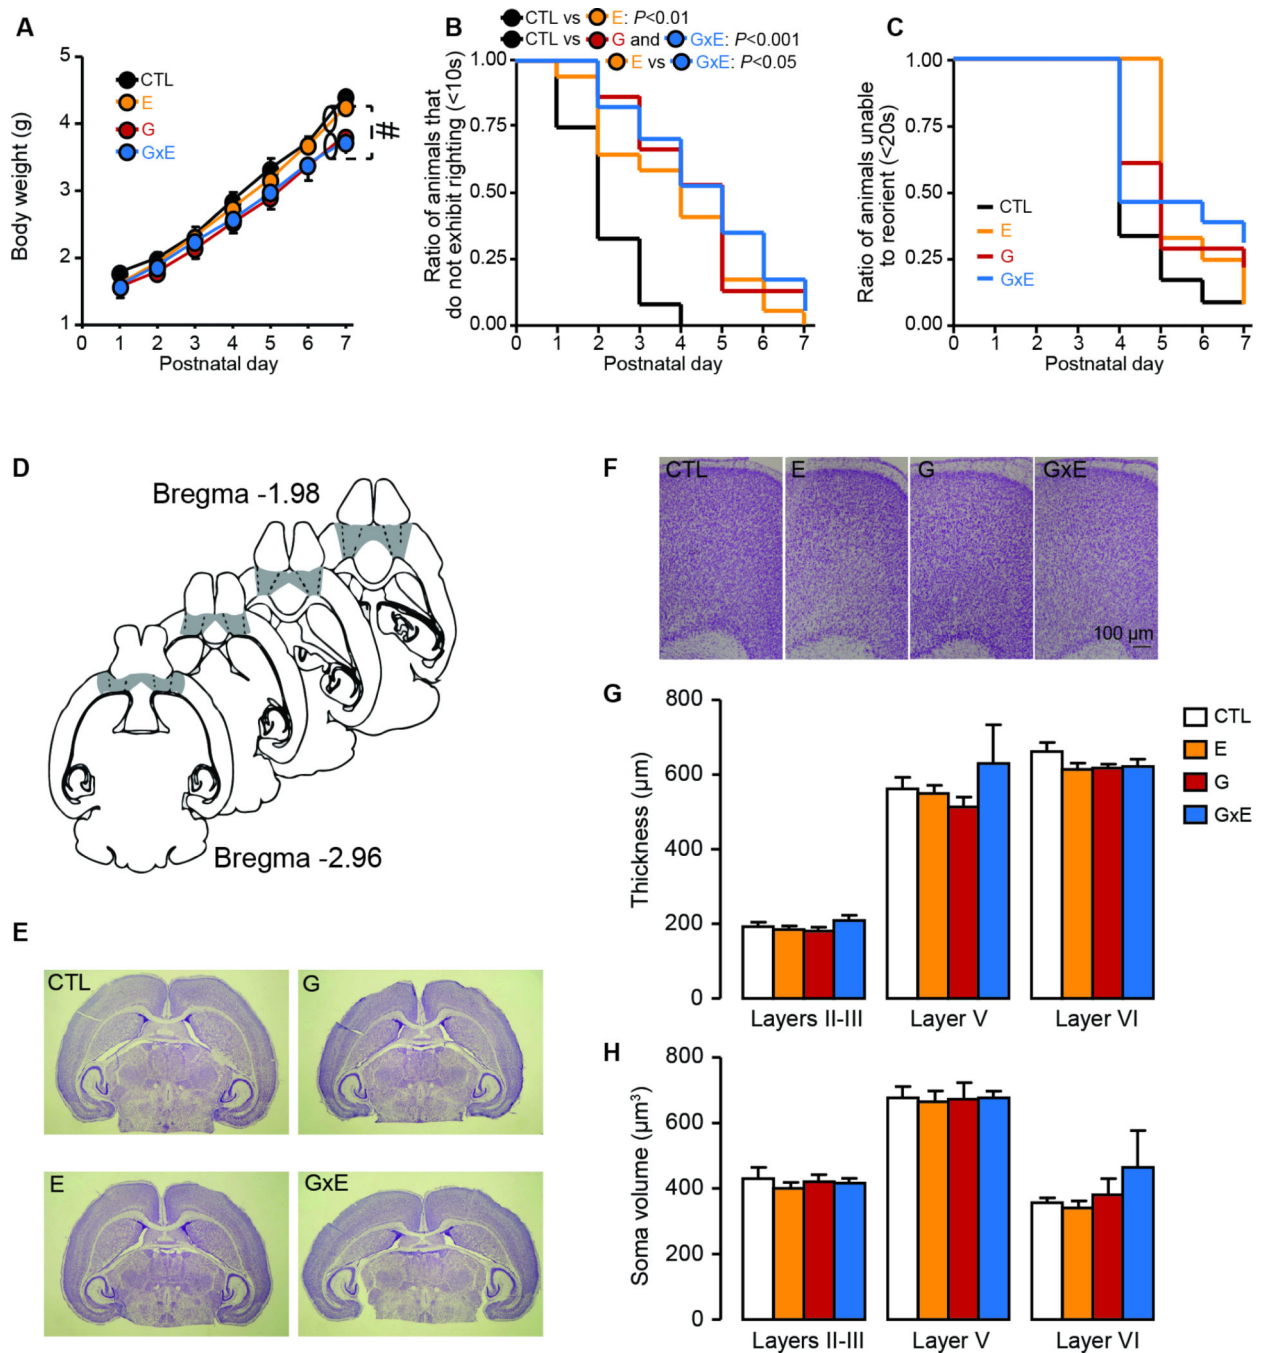 A
Body weight (g)
5
4
3
2
1
CTL
E
G
GxE
#
1 2 3 4 5 6 7
Postnatal day
B
CTL vs E: P<0.01
CTL vs G and GxE: P<0.001
E vs GxE: P<0.05
Ratio of animals that
do not exhibit righting (<10s)
1.00
0.75
0.50
0.25
0.00
0 1 2 3 4 5 6 7
Postnatal day
C
Ratio of animals unable
to reorient (<20s)
1.00
0.75
0.50
0.25
0.00
CTL
E
G
GxE
0 1 2 3 4 5 6 7
Postnatal day
D
Bregma -1.98
Bregma -2.96
E
CTL
G
E
GxE
F
CTL
E
G
GxE
100 µm
G
Thickness (µm)
800
600
400
200
0
Layers II-III Layer V Layer VI
CTL
E
G
GxE
H
Soma volume (µm³)
800
600
400
200
0
Layers II-III Layer V Layer VI